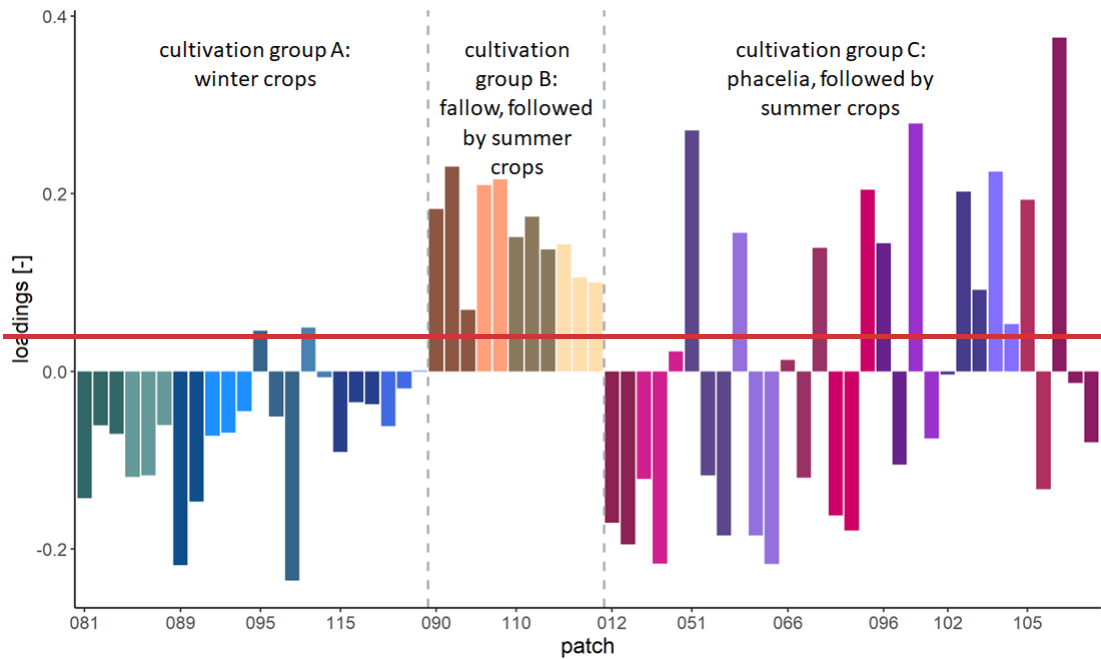 0.4
cultivation group A:
winter crops
cultivation
group B:
fallow, followed
by summer
crops
cultivation group C:
phacelia, followed by
summer crops
0.2
loadings [-]
0.0
-0.2
081 089 095 115 090 110 012 051 066 096 102 105
patch